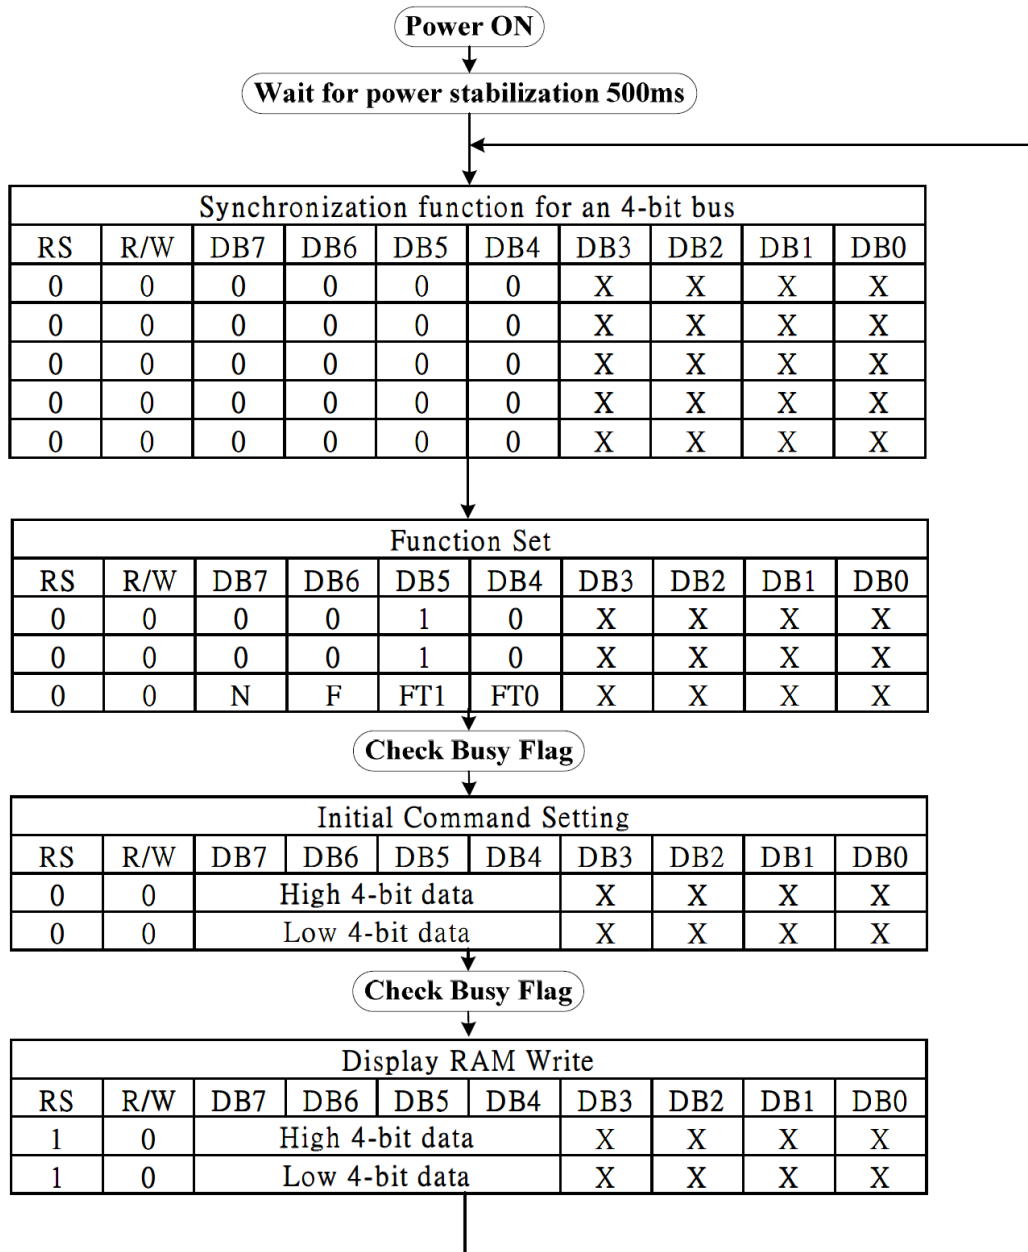 Power ON
Wait for power stabilization 500ms
Synchronization function for an 4-bit bus
RS R/W DB7 DB6 DB5 DB4 DB3 DB2 DB1 DB0
0 0 0 0 0 0 X X X X
0 0 0 0 0 0 X X X X
0 0 0 0 0 0 X X X X
0 0 0 0 0 0 X X X X
0 0 0 0 0 0 X X X X
Function Set
RS R/W DB7 DB6 DB5 DB4 DB3 DB2 DB1 DB0
0 0 0 0 1 0 X X X X
0 0 0 0 1 0 X X X X
0 0 N F FT1 FT0 X X X X
Check Busy Flag
Initial Command Setting
RS R/W DB7 DB6 DB5 DB4 DB3 DB2 DB1 DB0
0 0 High 4-bit data X X X X
0 0 Low 4-bit data X X X X
Check Busy Flag
Display RAM Write
RS R/W DB7 DB6 DB5 DB4 DB3 DB2 DB1 DB0
1 0 High 4-bit data X X X X
1 0 Low 4-bit data X X X X